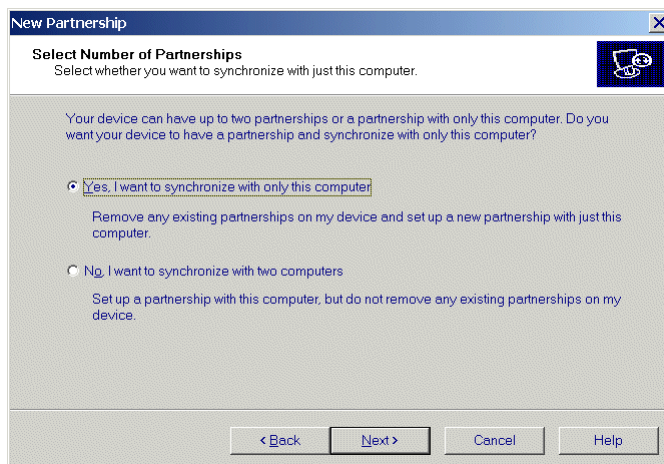 New Partnership
Select Number of Partnerships
Select whether you want to synchronize with just this computer.
Your device can have up to two partnerships or a partnership with only this computer. Do you
want your device to have a partnership and synchronize with only this computer?
Yes, I want to synchronize with only this computer
Remove any existing partnerships on my device and set up a new partnership with just this
computer.
No, I want to synchronize with two computers
Set up a partnership with this computer, but do not remove any existing partnerships on my
device.
< Back Next > Cancel Help